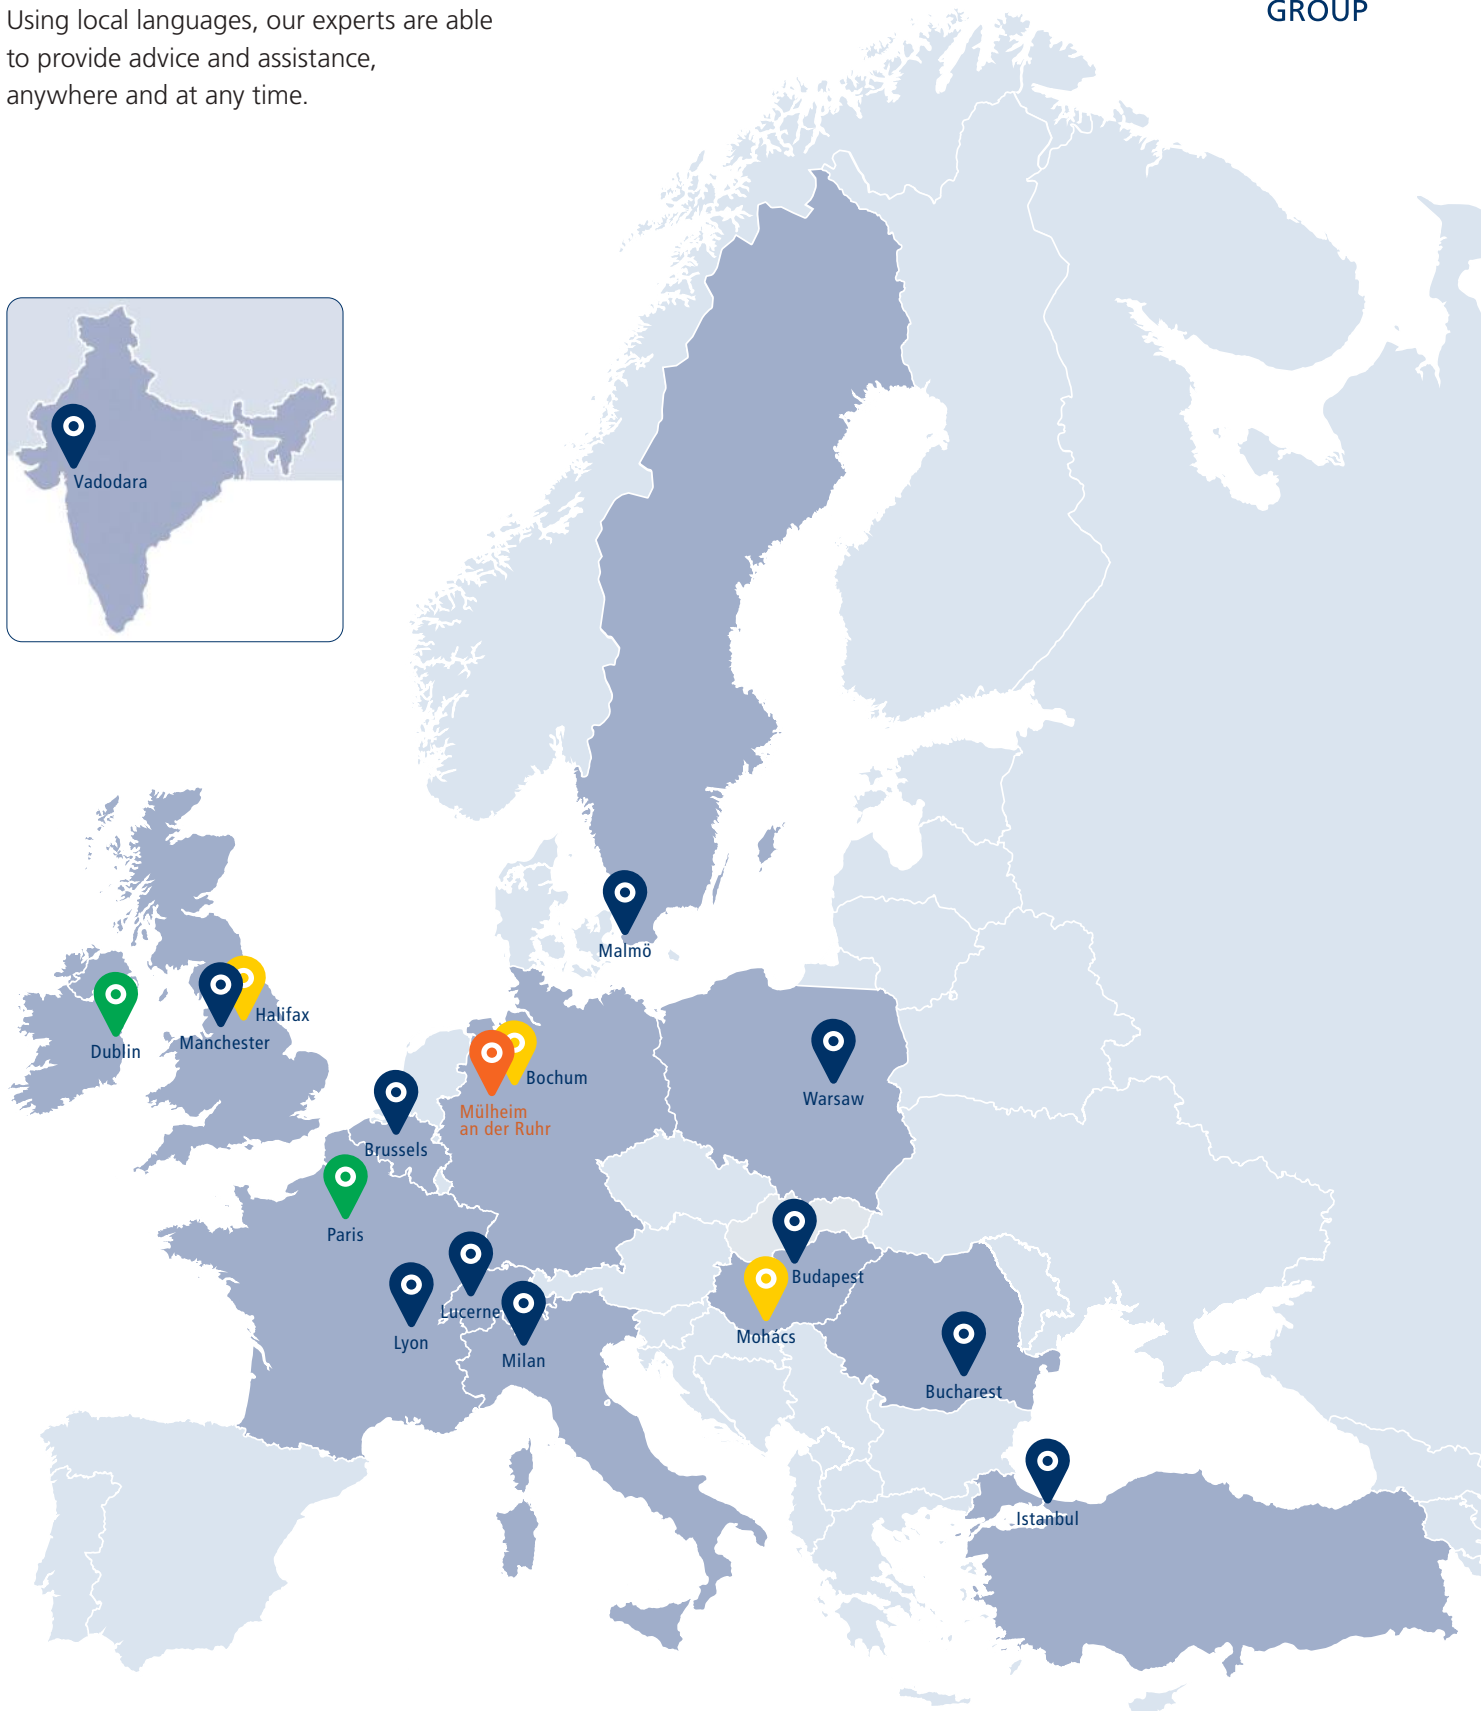 Using local languages, our experts are able
to provide advice and assistance,
anywhere and at any time.
GROUP
Vadodara
Malmö
Halifax
Manchester
Dublin
Bochum
Mülheim
an der Ruhr
Warsaw
Brussels
Paris
Budapest
Lucerne
Lyon
Mohács
Milan
Bucharest
Istanbul